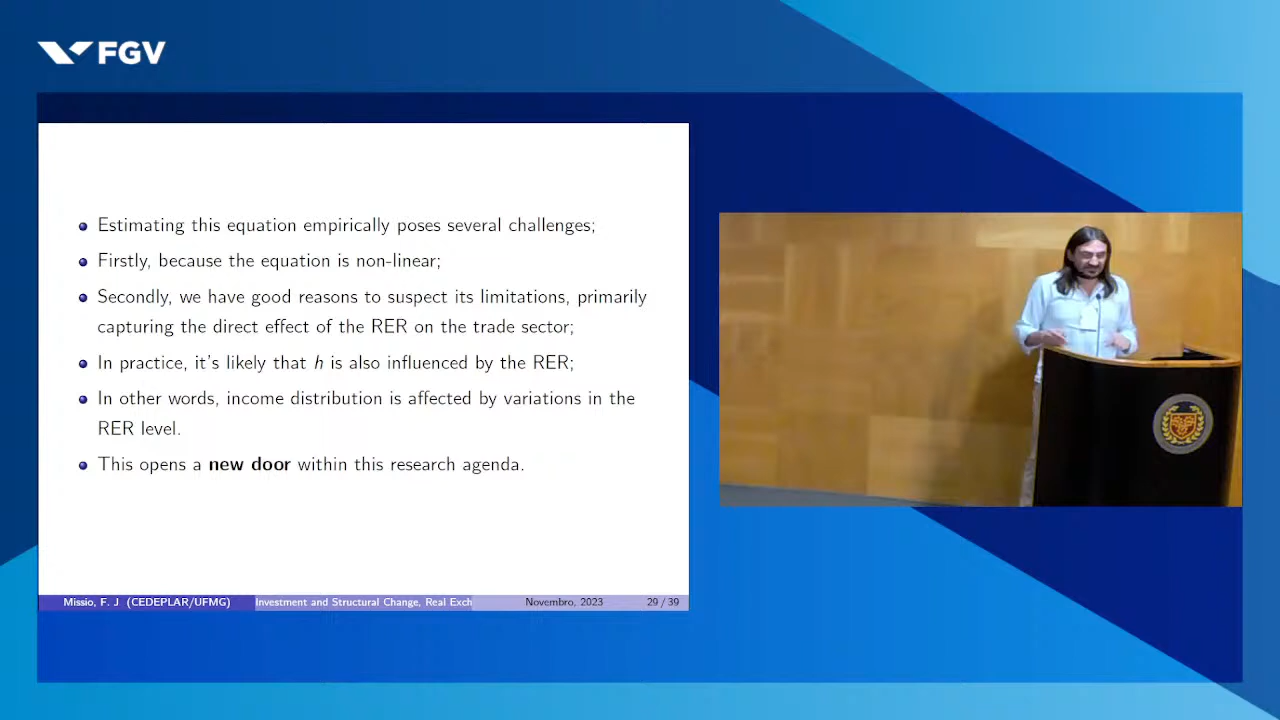 FGV
Estimating this equation empirically poses several challenges;
Firstly, because the equation is non-linear;
Secondly, we have good reasons to suspect its limitations, primarily
capturing the direct effect of the RER on the trade sector;
In practice, it's likely that h is also influenced by the RER;
In other words, income distribution is affected by variations in the
RER level.
This opens a new door within this research agenda.
Missio, F. J (CEDEPLAR/UFMG) Investment and Structural Change, Real Exch Novembro, 2023 29 / 39